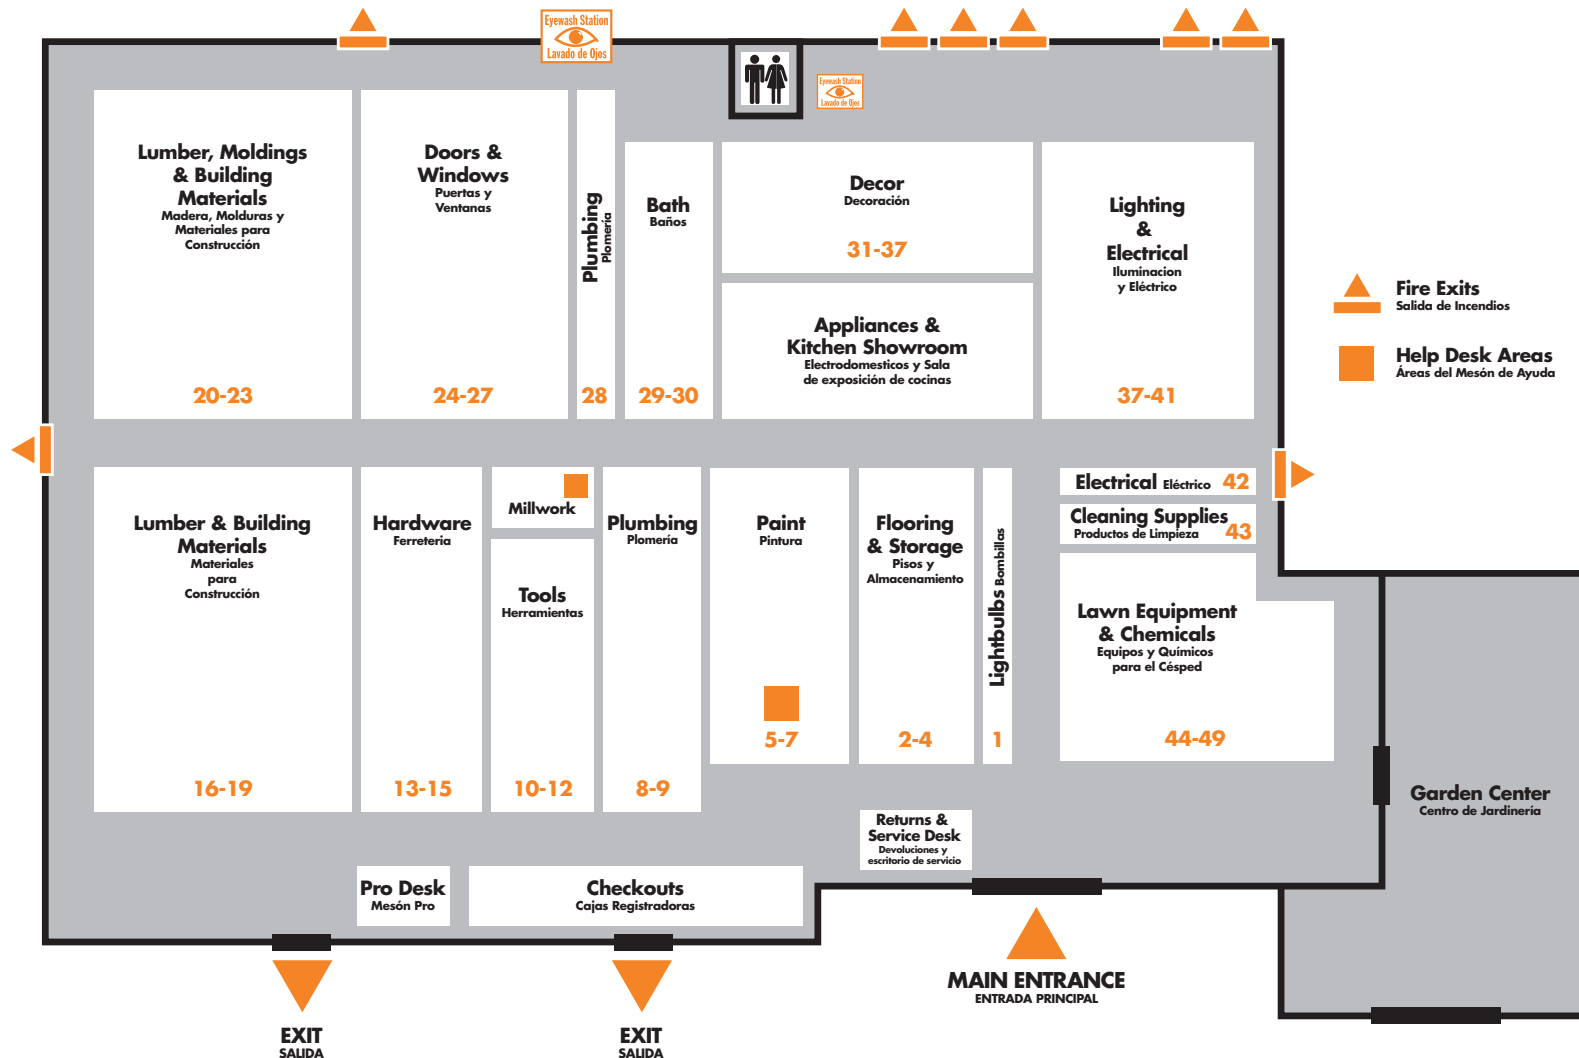 Eyewash Station
Lavado de Ojos
Eyewash Station
Lavado de Ojos
Lumber, Moldings
& Building
Materials
Madera, Molduras y
Materiales para
Construcción
20-23
Doors &
Windows
Puertas y
Ventanas
24-27
Plumbing
Plomería
28
Bath
Baños
29-30
Decor
Decoración
31-37
Appliances &
Kitchen Showroom
Electrodomesticos y Sala
de exposición de cocinas
Lighting
&
Electrical
Iluminacion
y Eléctrico
37-41
Fire Exits
Salida de Incendios
Help Desk Areas
Áreas del Mesón de Ayuda
Lumber & Building
Materials
Materiales
para
Construcción
16-19
Hardware
Ferreteria
13-15
Millwork
Tools
Herramientas
10-12
Plumbing
Plomería
8-9
Paint
Pintura
5-7
Flooring
& Storage
Pisos y
Almacenamiento
2-4
Lightbulbs Bombillas
1
Electrical Eléctrico 42
Cleaning Supplies
Productos de Limpieza 43
Lawn Equipment
& Chemicals
Equipos y Químicos
para el Césped
44-49
Garden Center
Centro de Jardinería
Returns &
Service Desk
Devoluciones y
escritorio de servicio
Pro Desk
Mesón Pro
Checkouts
Cajas Registradoras
MAIN ENTRANCE
ENTRADA PRINCIPAL
EXIT
SALIDA
EXIT
SALIDA